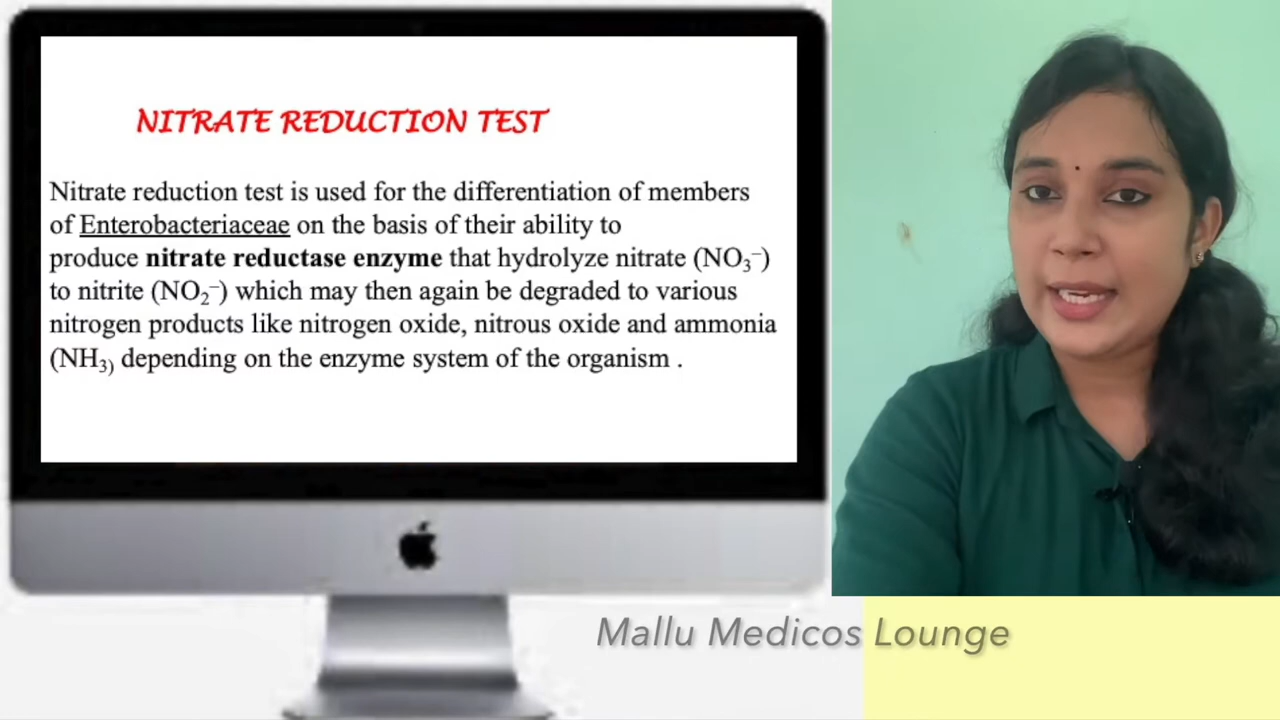 NITRATE REDUCTION TEST
Nitrate reduction test is used for the differentiation of members
of Enterobacteriaceae on the basis of their ability to
produce nitrate reductase enzyme that hydrolyze nitrate (NO₃⁻)
to nitrite (NO₂⁻) which may then again be degraded to various
nitrogen products like nitrogen oxide, nitrous oxide and ammonia
(NH₃₎ depending on the enzyme system of the organism .
Mallu Medicos Lounge